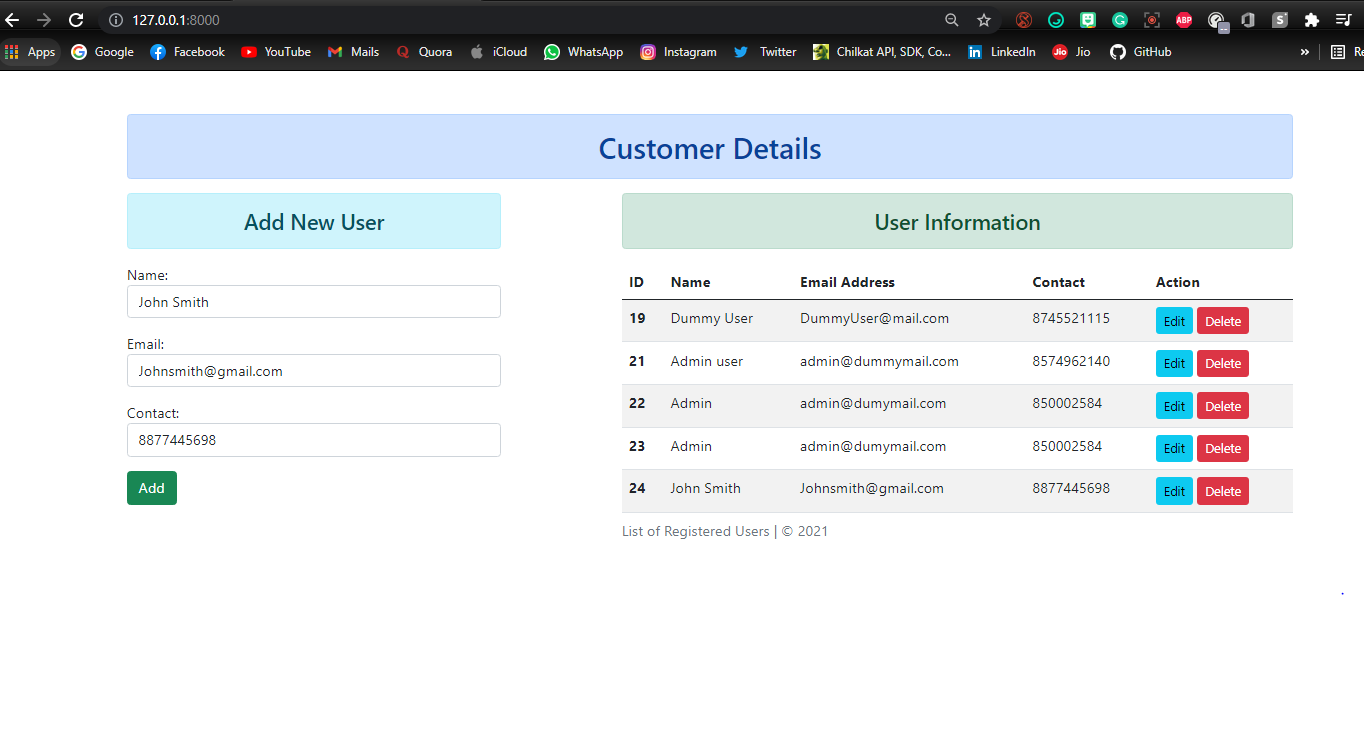 127.0.0.1:8000
ABP
S
Apps Google Facebook YouTube Mails Quora iCloud WhatsApp Instagram Twitter Chilkat API, SDK, Co... LinkedIn Jio Jio GitHub » Re
Customer Details
Add New User
User Information
Name:
John Smith
Email:
Johnsmith@gmail.com
Contact:
8877445698
Add
ID Name Email Address Contact Action
19 Dummy User DummyUser@mail.com 8745521115 Edit Delete
21 Admin user admin@dummymail.com 8574962140 Edit Delete
22 Admin admin@dumymail.com 850002584 Edit Delete
23 Admin admin@dumymail.com 850002584 Edit Delete
24 John Smith Johnsmith@gmail.com 8877445698 Edit Delete
List of Registered Users | © 2021